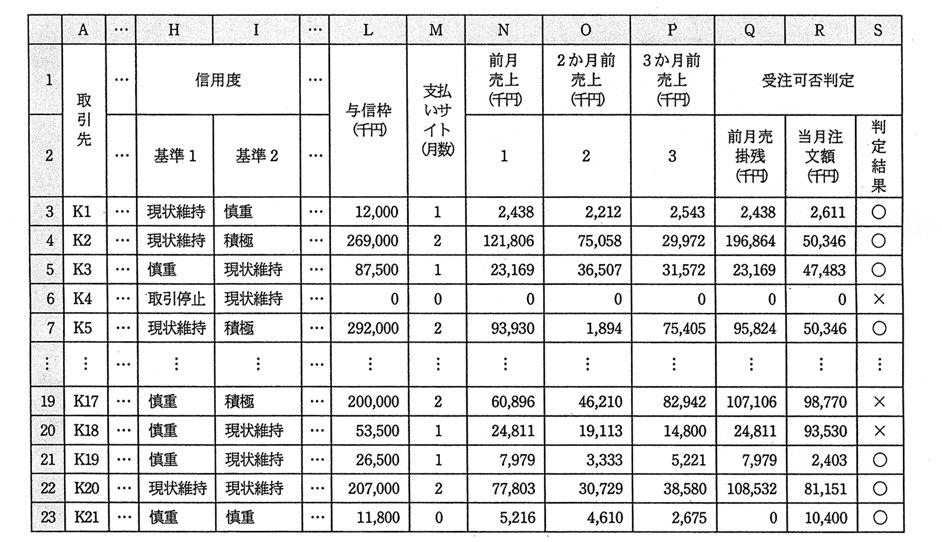 A … H I … L M N O P Q R S
1 取引先 … 信用度 … 与信枠(千円) 支払いサイト(月数) 前月売上(千円) 2か月前売上(千円) 3か月前売上(千円) 受注可否判定
2 … 基準1 基準2 … 1 2 3 前月売掛残(千円) 当月注文額(千円) 判定結果
3 K1 … 現状維持 慎重 … 12,000 1 2,438 2,212 2,543 2,438 2,611 ○
4 K2 … 現状維持 積極 … 269,000 2 121,806 75,058 29,972 196,864 50,346 ○
5 K3 … 慎重 現状維持 … 87,500 1 23,169 36,507 31,572 23,169 47,483 ○
6 K4 … 取引停止 現状維持 … 0 0 0 0 0 0 0 ×
7 K5 … 現状維持 積極 … 292,000 2 93,930 1,894 75,405 95,824 50,346 ○
⋮ ⋮ … ⋮ ⋮ … ⋮ ⋮ ⋮ ⋮ ⋮ ⋮ ⋮ ⋮
19 K17 … 慎重 積極 … 200,000 2 60,896 46,210 82,942 107,106 98,770 ×
20 K18 … 慎重 現状維持 … 53,500 1 24,811 19,113 14,800 24,811 93,530 ×
21 K19 … 慎重 現状維持 … 26,500 1 7,979 3,333 5,221 7,979 2,403 ○
22 K20 … 現状維持 現状維持 … 207,000 2 77,803 30,729 38,580 108,532 81,151 ○
23 K21 … 慎重 慎重 … 11,800 0 5,216 4,610 2,675 0 10,400 ○